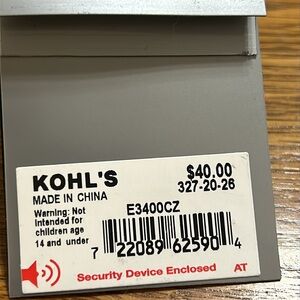 KOHL'S
$40.00
MADE IN CHINA
327-20-26
Warning: Not
Intended for
children age
14 and under
E3400CZ
7 22089 62590 4
Security Device Enclosed AT